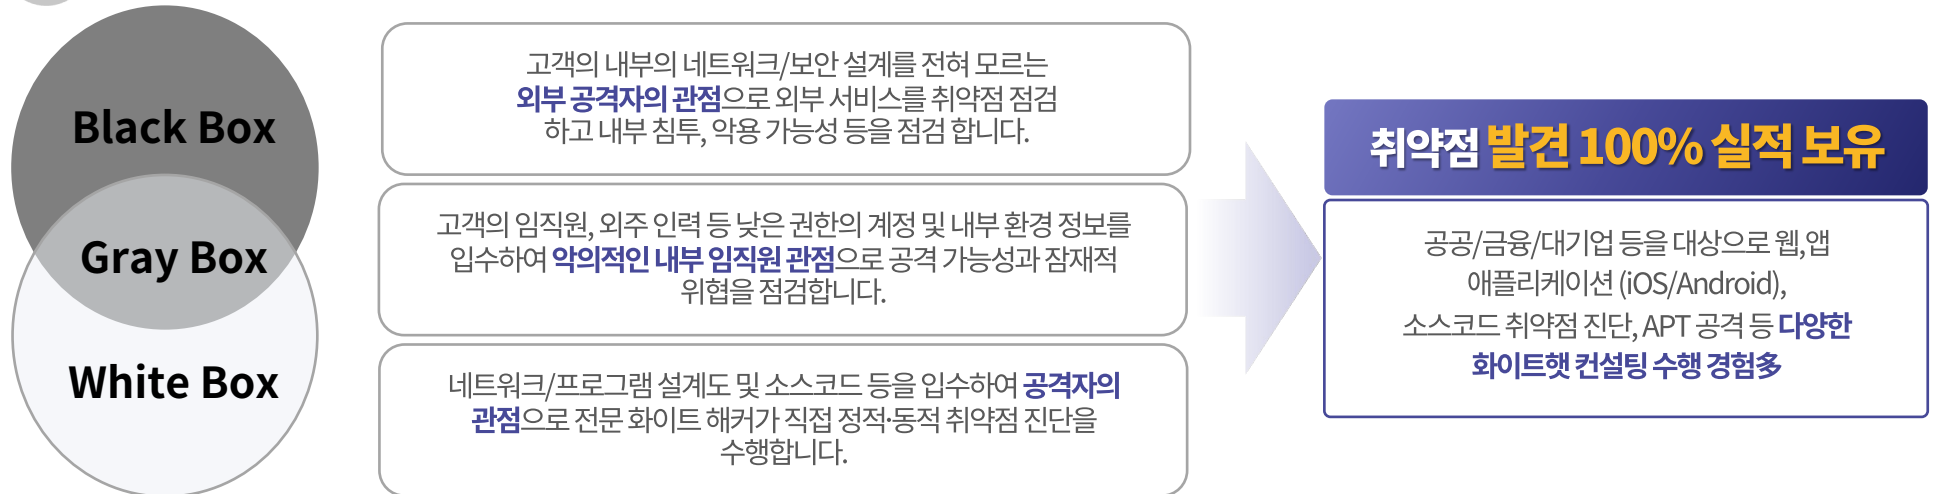 Black Box
고객의 내부의 네트워크/보안 설계를 전혀 모르는
외부 공격자의 관점으로 외부 서비스를 취약점 점검
하고 내부 침투, 악용 가능성 등을 점검 합니다.
Gray Box
고객의 임직원, 외주 인력 등 낮은 권한의 계정 및 내부 환경 정보를
입수하여 악의적인 내부 임직원 관점으로 공격 가능성과 잠재적
위협을 점검합니다.
White Box
네트워크/프로그램 설계도 및 소스코드 등을 입수하여 공격자의
관점으로 전문 화이트 해커가 직접 정적·동적 취약점 진단을
수행합니다.
취약점 발견 100% 실적 보유
공공/금융/대기업 등을 대상으로 웹,앱
애플리케이션 (iOS/Android),
소스코드 취약점 진단, APT 공격 등 다양한
화이트햇 컨설팅 수행 경험多